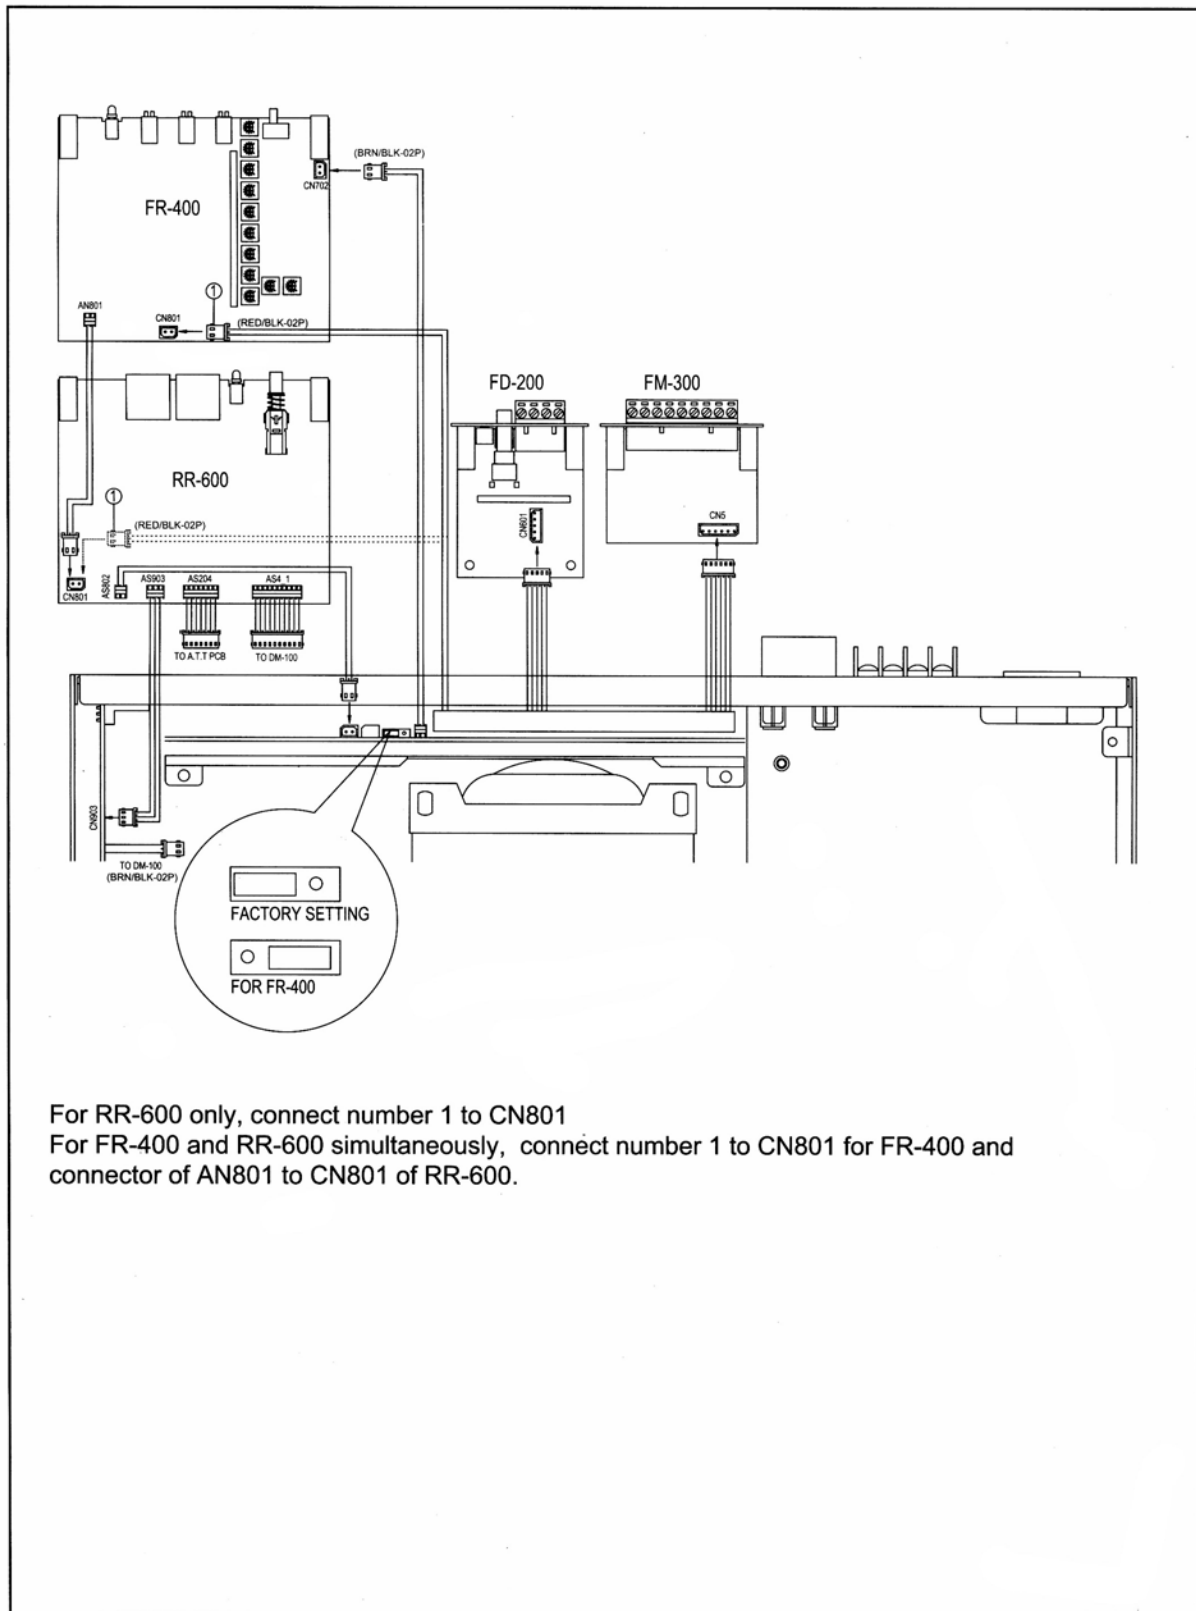 (BRN/BLK-02P)
CN702
FR-400
1
AN801
CN801
(RED/BLK-02P)
FD-200
FM-300
RR-600
1
(RED/BLK-02P)
CN601
CN5
CN801
AS802
AS903
AS204
AS4_1
TO A.T.T PCB
TO DM-100
CN903
TO DM-100
(BRN/BLK-02P)
FACTORY SETTING
FOR FR-400
For RR-600 only, connect number 1 to CN801
For FR-400 and RR-600 simultaneously, connect number 1 to CN801 for FR-400 and
connector of AN801 to CN801 of RR-600.